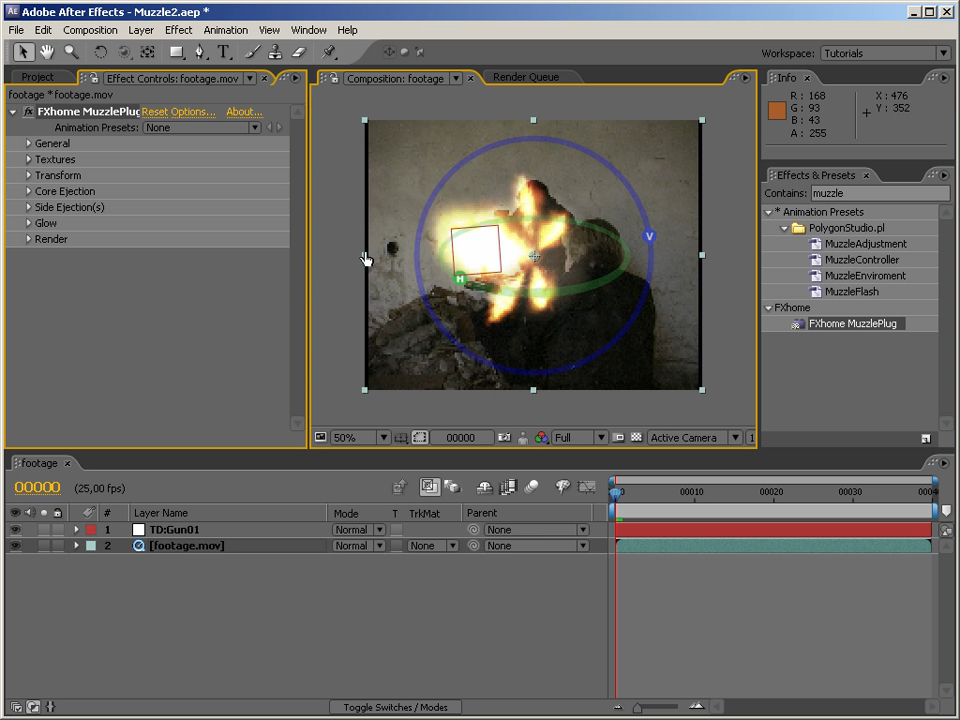 Adobe After Effects - Muzzle2.aep *
File Edit Composition Layer Effect Animation View Window Help
Workspace: Tutorials
Project Effect Controls: footage.mov Composition: footage Render Queue Info
footage * footage.mov
FXhome MuzzlePlug Reset Options... About...
Animation Presets: None
General
Textures
Transform
Core Ejection
Side Ejection(s)
Glow
Render
V
H
R : 168
G : 93
B : 43
A : 255
X : 476
Y : 352
Effects & Presets
Contains: muzzle
* Animation Presets
PolygonStudio.pl
MuzzleAdjustment
MuzzleController
MuzzleEnviroment
MuzzleFlash
FXhome
FXhome MuzzlePlug
50% 00000 Full Active Camera 1
footage
00000 (25,00 fps)
00010 00020 00030
# Layer Name Mode T TrkMat Parent
1 TD:Gun01 Normal None
2 [footage.mov] Normal None None
Toggle Switches / Modes